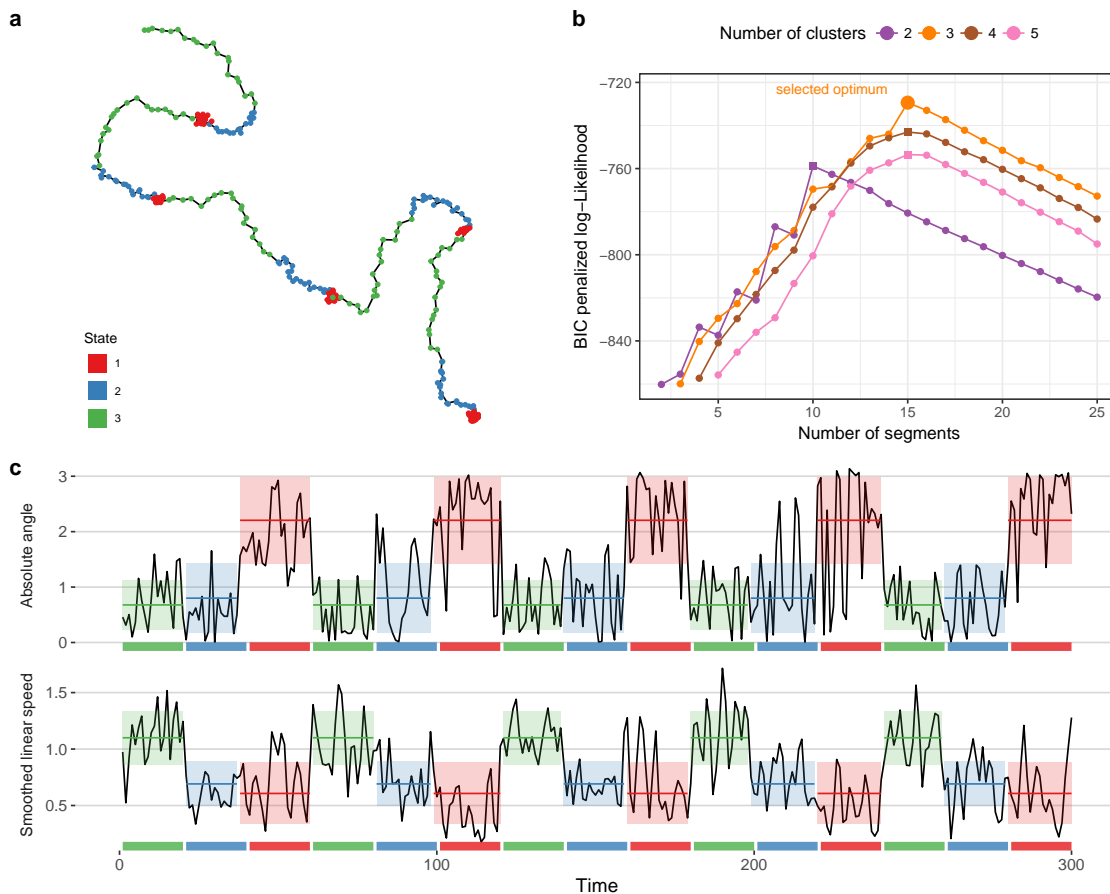 a
State
1
2
3
b
Number of clusters 2 3 4 5
selected optimum
−720
−760
−800
−840
BIC penalized log−Likelihood
5 10 15 20 25
Number of segments
c
3
2
1
0
Absolute angle
1.5
1.0
0.5
Smoothed linear speed
0 100 200 300
Time